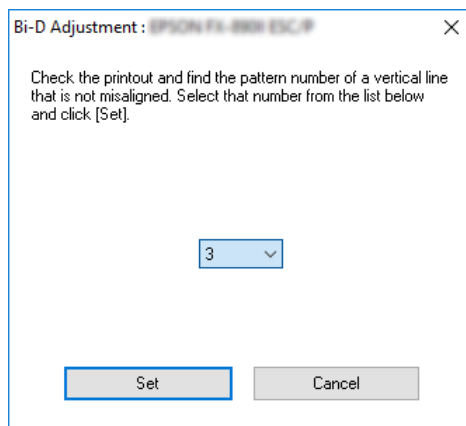 Bi-D Adjustment :
Check the printout and find the pattern number of a vertical line
that is not misaligned. Select that number from the list below
and click [Set].
3
Set
Cancel